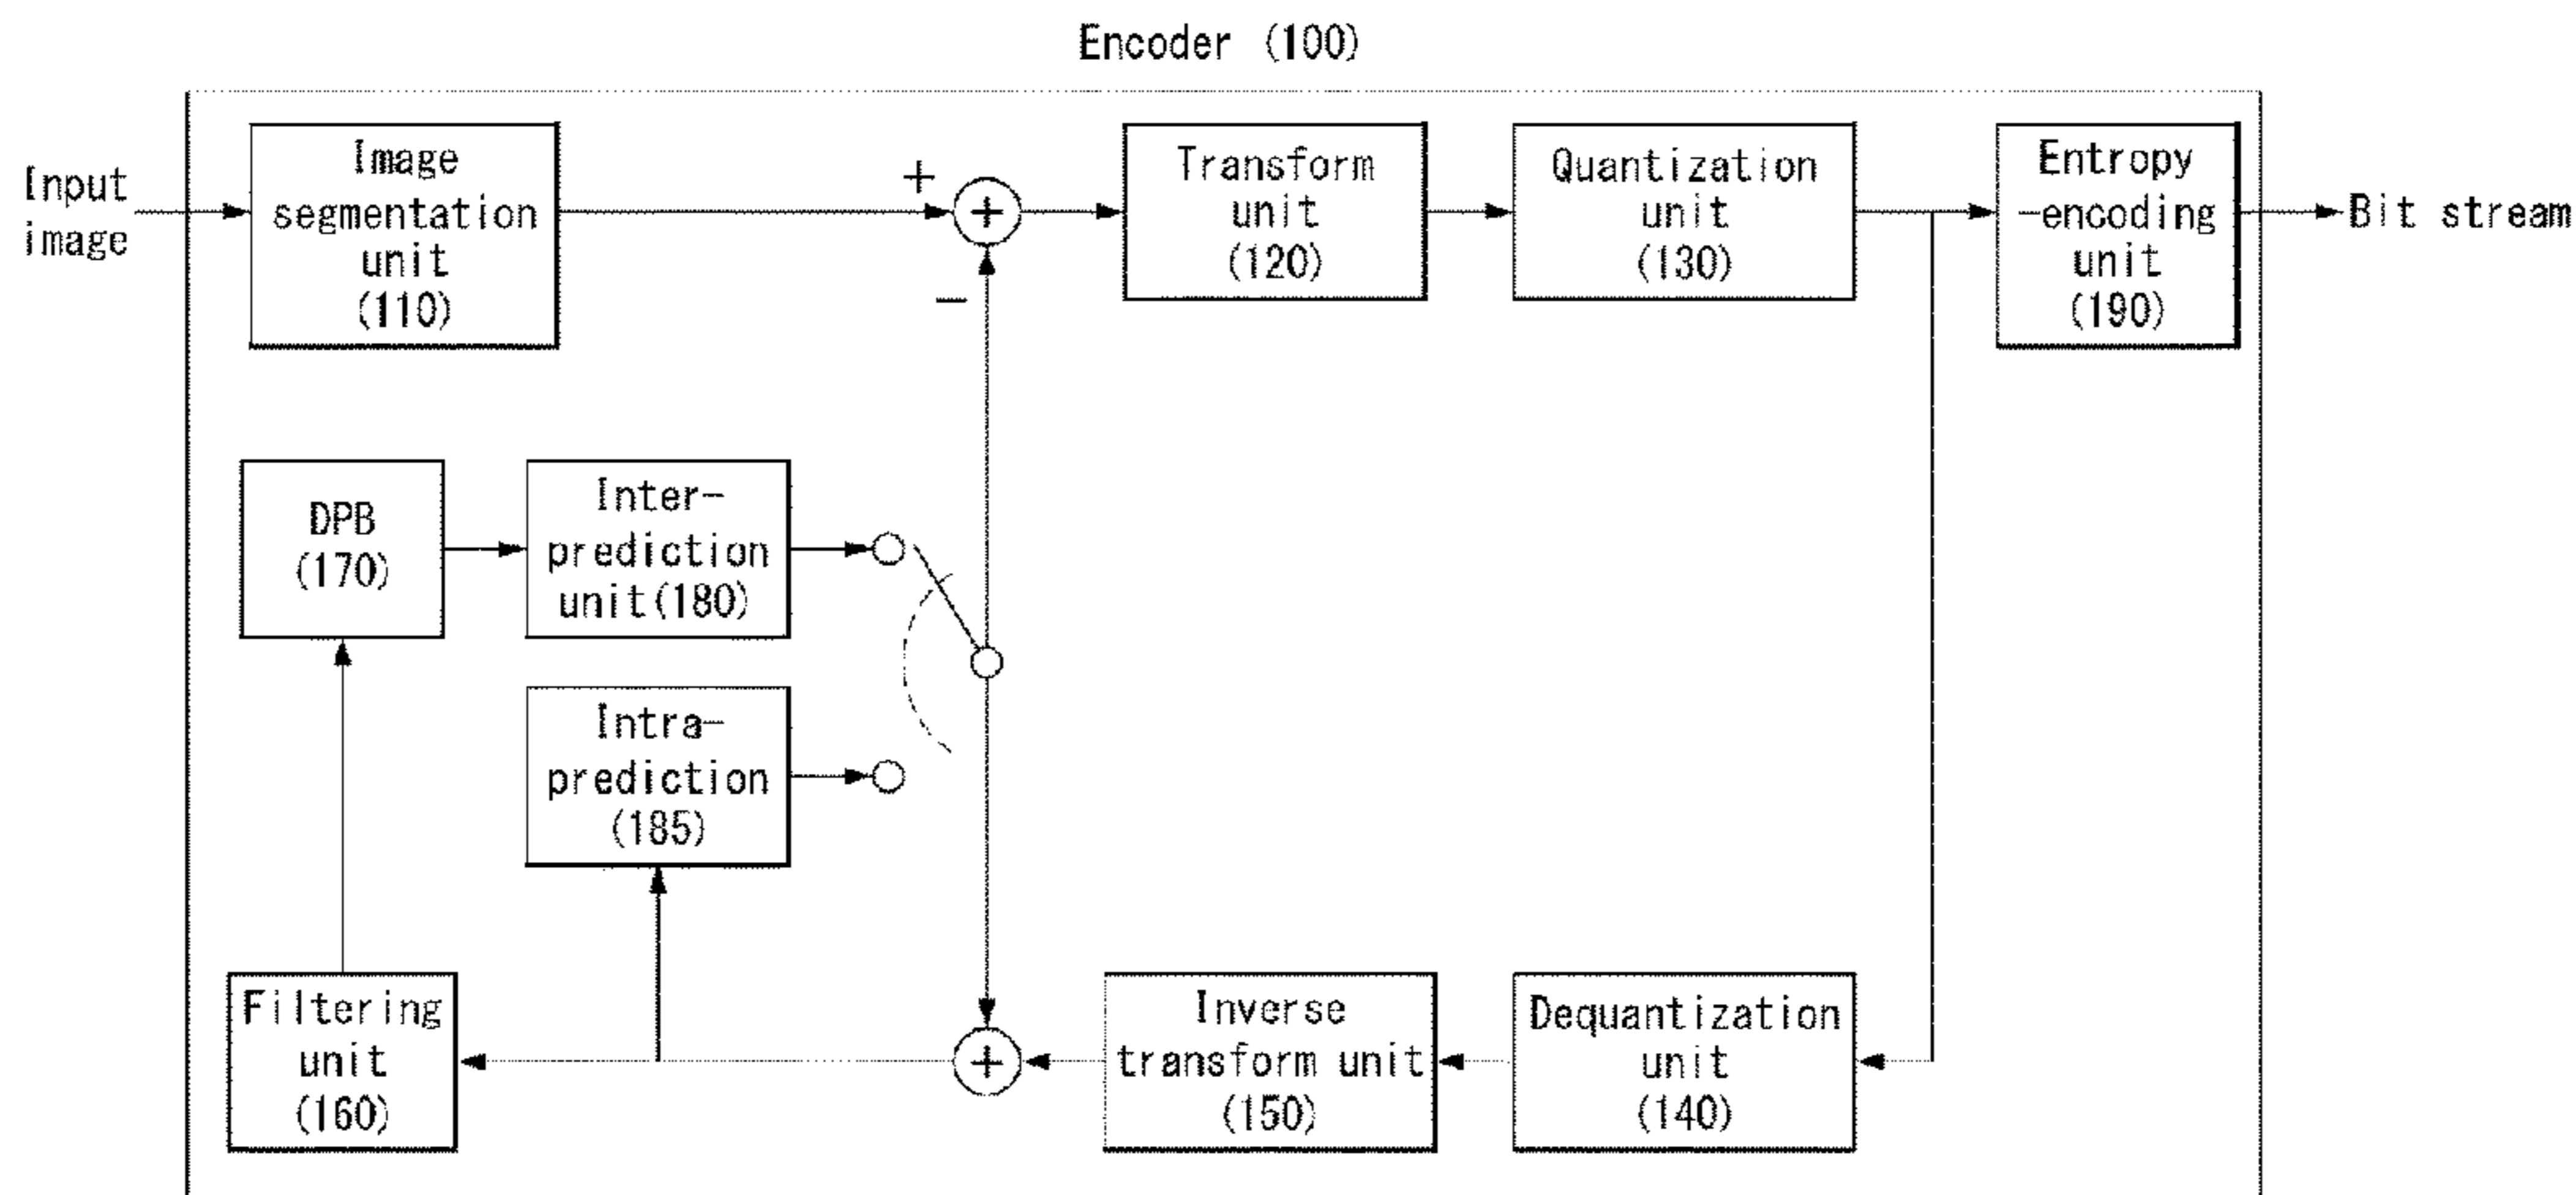 Encoder (100)
Input
image
Image
segmentation
unit
(110)
+
+
−
Transform
unit
(120)
Quantization
unit
(130)
Entropy
-encoding
unit
(190)
Bit stream
DPB
(170)
Inter-
prediction
unit(180)
Intra-
prediction
(185)
Filtering
unit
(160)
+
Inverse
transform unit
(150)
Dequantization
unit
(140)